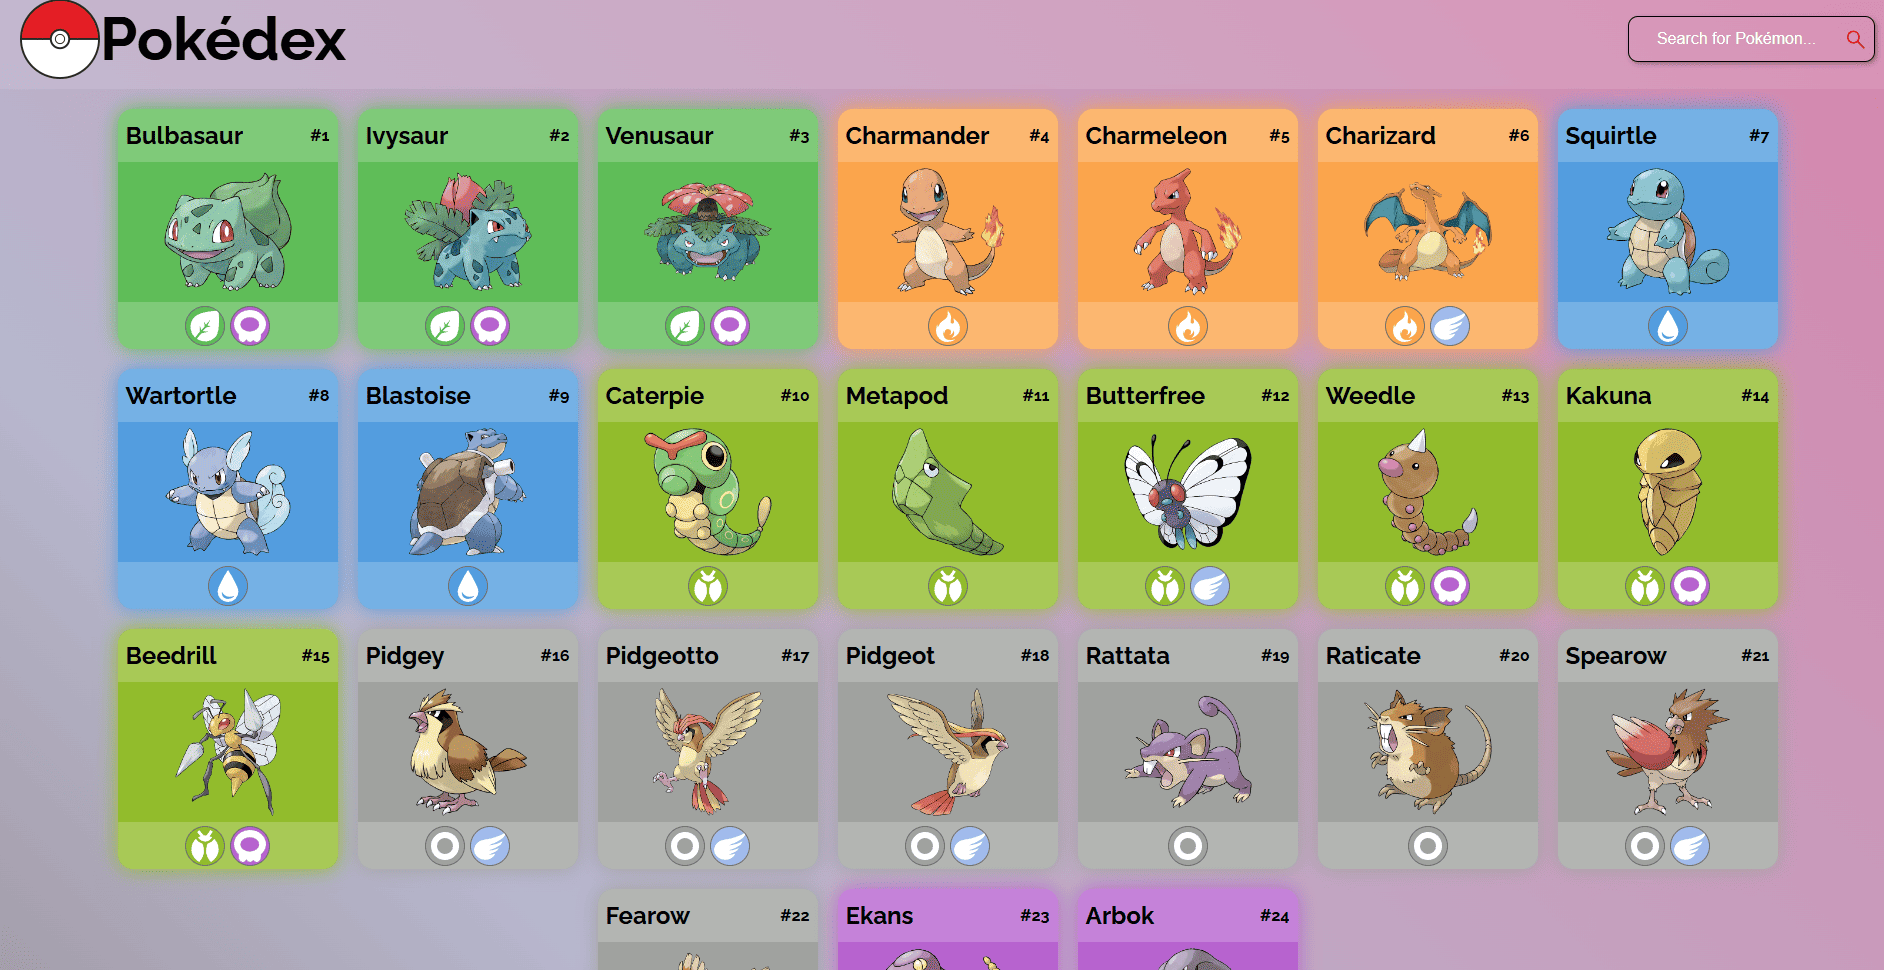 Pokédex
Search for Pokémon...
Bulbasaur #1
Ivysaur #2
Venusaur #3
Charmander #4
Charmeleon #5
Charizard #6
Squirtle #7
Wartortle #8
Blastoise #9
Caterpie #10
Metapod #11
Butterfree #12
Weedle #13
Kakuna #14
Beedrill #15
Pidgey #16
Pidgeotto #17
Pidgeot #18
Rattata #19
Raticate #20
Spearow #21
Fearow #22
Ekans #23
Arbok #24